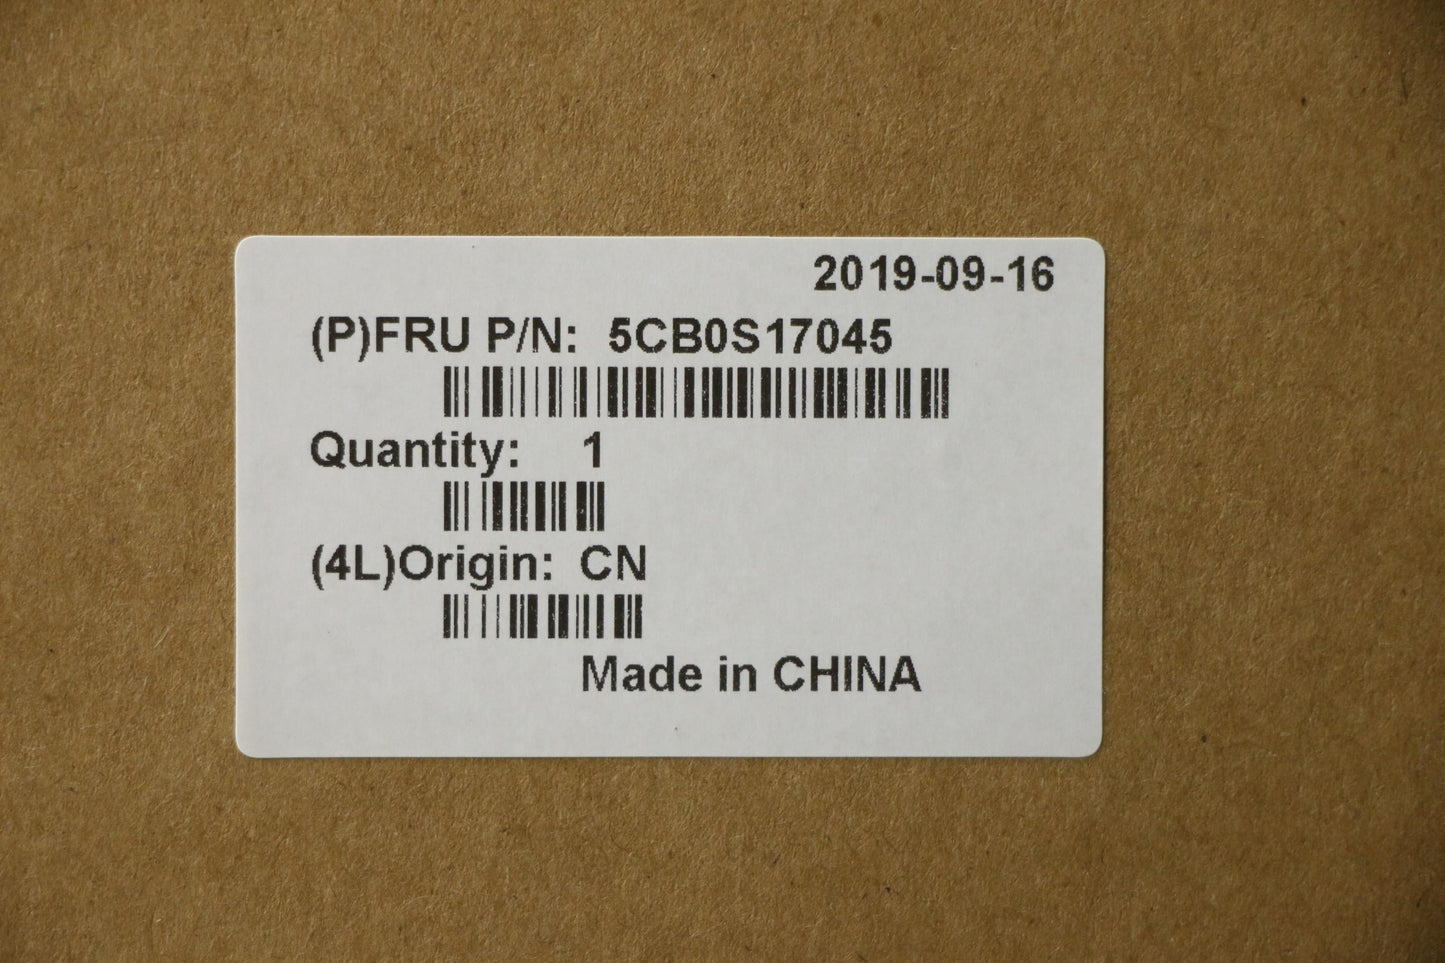 2019-09-16
(P)FRU P/N: 5CB0S17045
Quantity: 1
(4L)Origin: CN
Made in CHINA